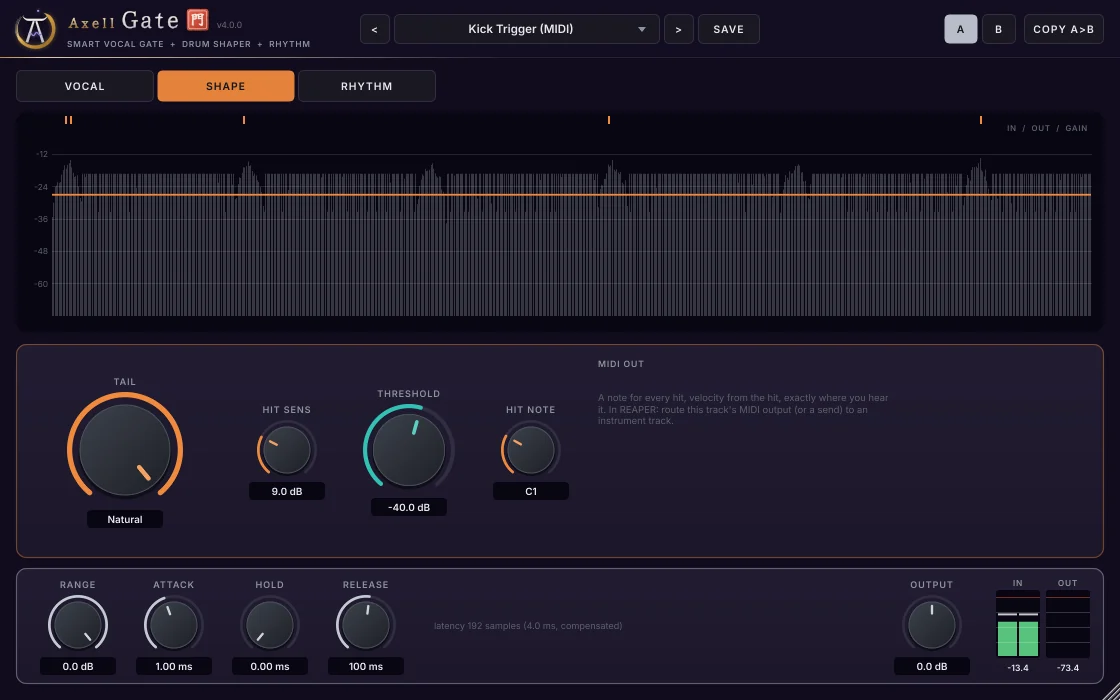 Axell Gate 門 v4.0.0
SMART VOCAL GATE + DRUM SHAPER + RHYTHM
< Kick Trigger (MIDI) > SAVE
A B COPY A>B
VOCAL SHAPE RHYTHM
IN / OUT / GAIN
-12
-24
-36
-48
-60
MIDI OUT
A note for every hit, velocity from the hit, exactly where you hear
it. In REAPER: route this track's MIDI output (or a send) to an
instrument track.
TAIL
Natural
HIT SENS
9.0 dB
THRESHOLD
-40.0 dB
HIT NOTE
C1
RANGE
0.0 dB
ATTACK
1.00 ms
HOLD
0.00 ms
RELEASE
100 ms
latency 192 samples (4.0 ms, compensated)
OUTPUT
0.0 dB
IN OUT
-13.4 -73.4